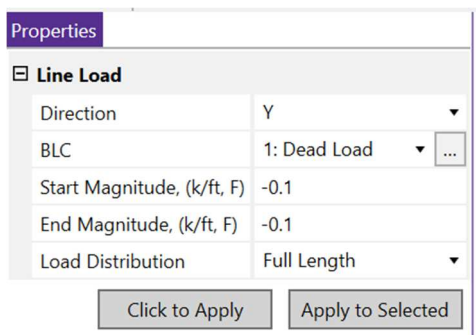 Properties
Line Load
Direction Y
BLC 1: Dead Load ...
Start Magnitude, (k/ft, F) -0.1
End Magnitude, (k/ft, F) -0.1
Load Distribution Full Length
Click to Apply Apply to Selected